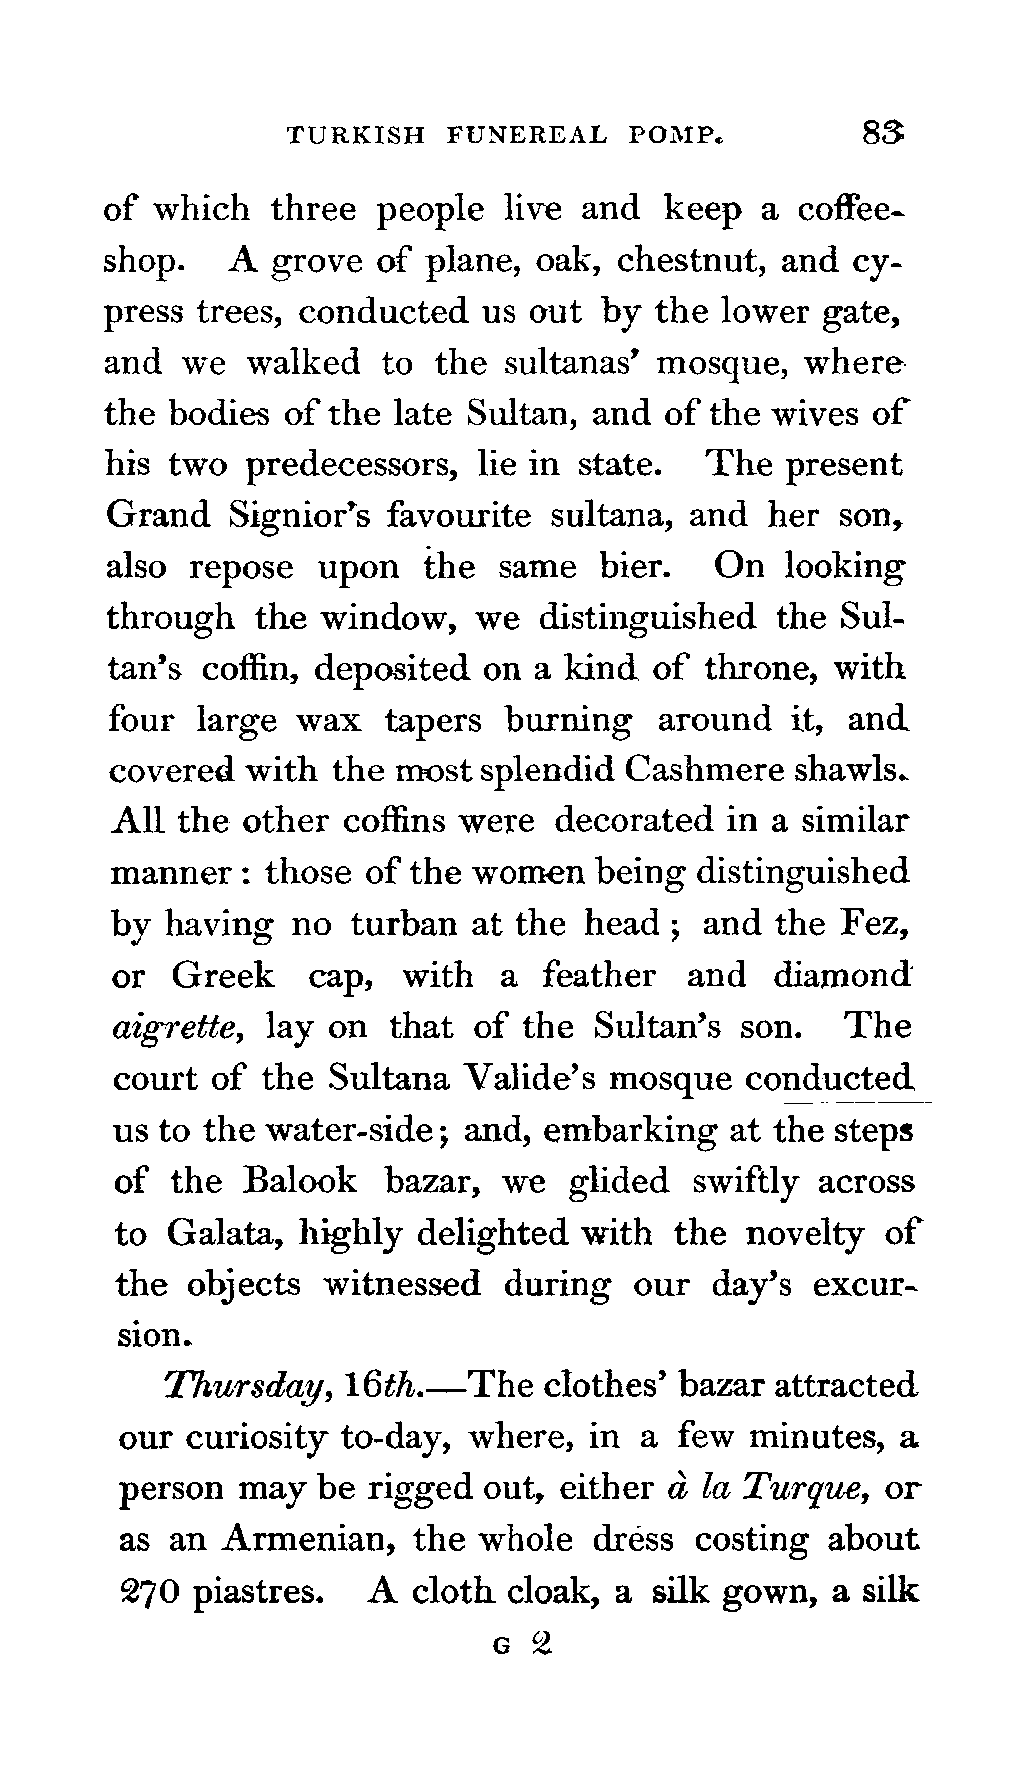 TURKISH FUNEREAL POMP. 83
of which three people live and keep a coffee-
shop. A grove of plane, oak, chestnut, and cy-
press trees, conducted us out by the lower gate,
and we walked to the sultanas' mosque, where
the bodies of the late Sultan, and of the wives of
his two predecessors, lie in state. The present
Grand Signior's favourite sultana, and her son,
also repose upon the same bier. On looking
through the window, we distinguished the Sul-
tan's coffin, deposited on a kind of throne, with
four large wax tapers burning around it, and
covered with the most splendid Cashmere shawls.
All the other coffins were decorated in a similar
manner : those of the women being distinguished
by having no turban at the head ; and the Fez,
or Greek cap, with a feather and diamond
aigrette, lay on that of the Sultan's son. The
court of the Sultana Valide's mosque conducted
us to the water-side; and, embarking at the steps
of the Balook bazar, we glided swiftly across
to Galata, highly delighted with the novelty of
the objects witnessed during our day's excur-
sion.
Thursday, 16th.—The clothes' bazar attracted
our curiosity to-day, where, in a few minutes, a
person may be rigged out, either à la Turque, or
as an Armenian, the whole dress costing about
270 piastres. A cloth cloak, a silk gown, a silk
G 2